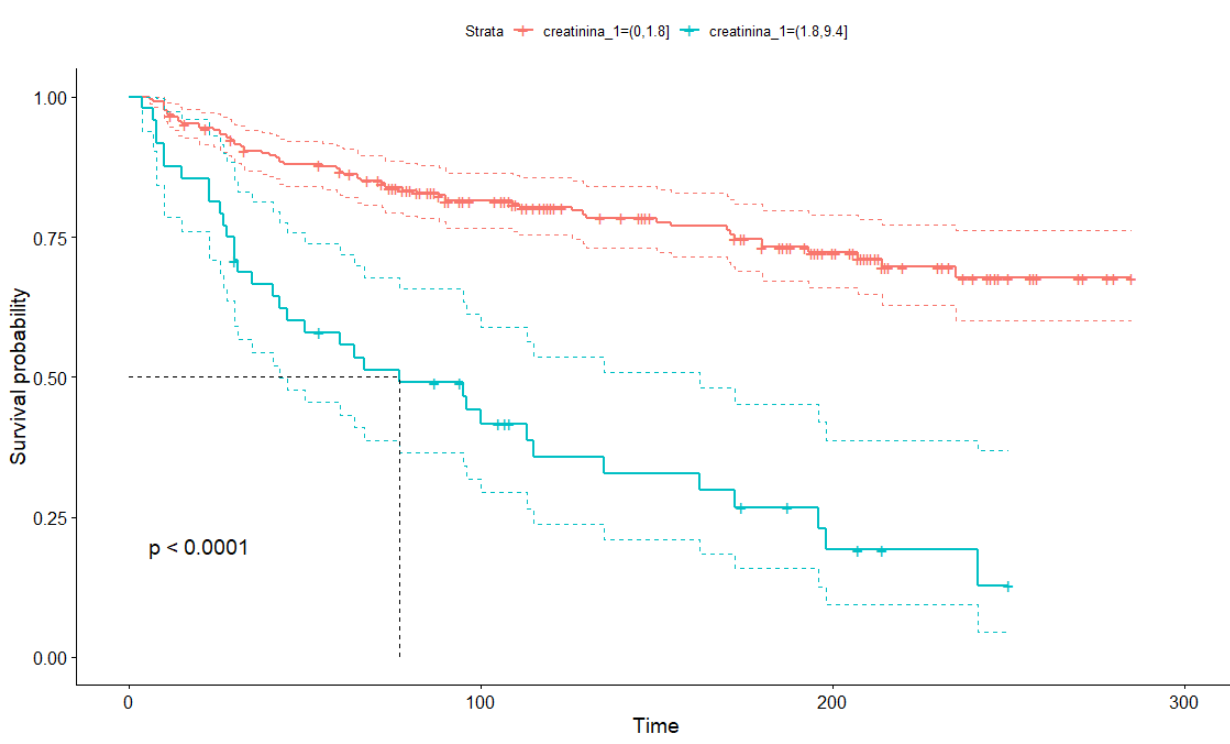 Strata creatinina_1=(0,1.8] creatinina_1=(1.8,9.4]
1.00
0.75
0.50
0.25
0.00
Survival probability
p < 0.0001
0 100 200 300
Time